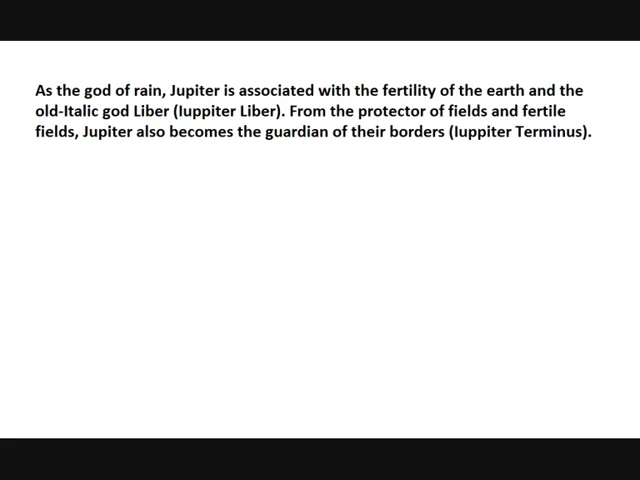 As the god of rain, Jupiter is associated with the fertility of the earth and the
old-Italic god Liber (Iuppiter Liber). From the protector of fields and fertile
fields, Jupiter also becomes the guardian of their borders (Iuppiter Terminus).